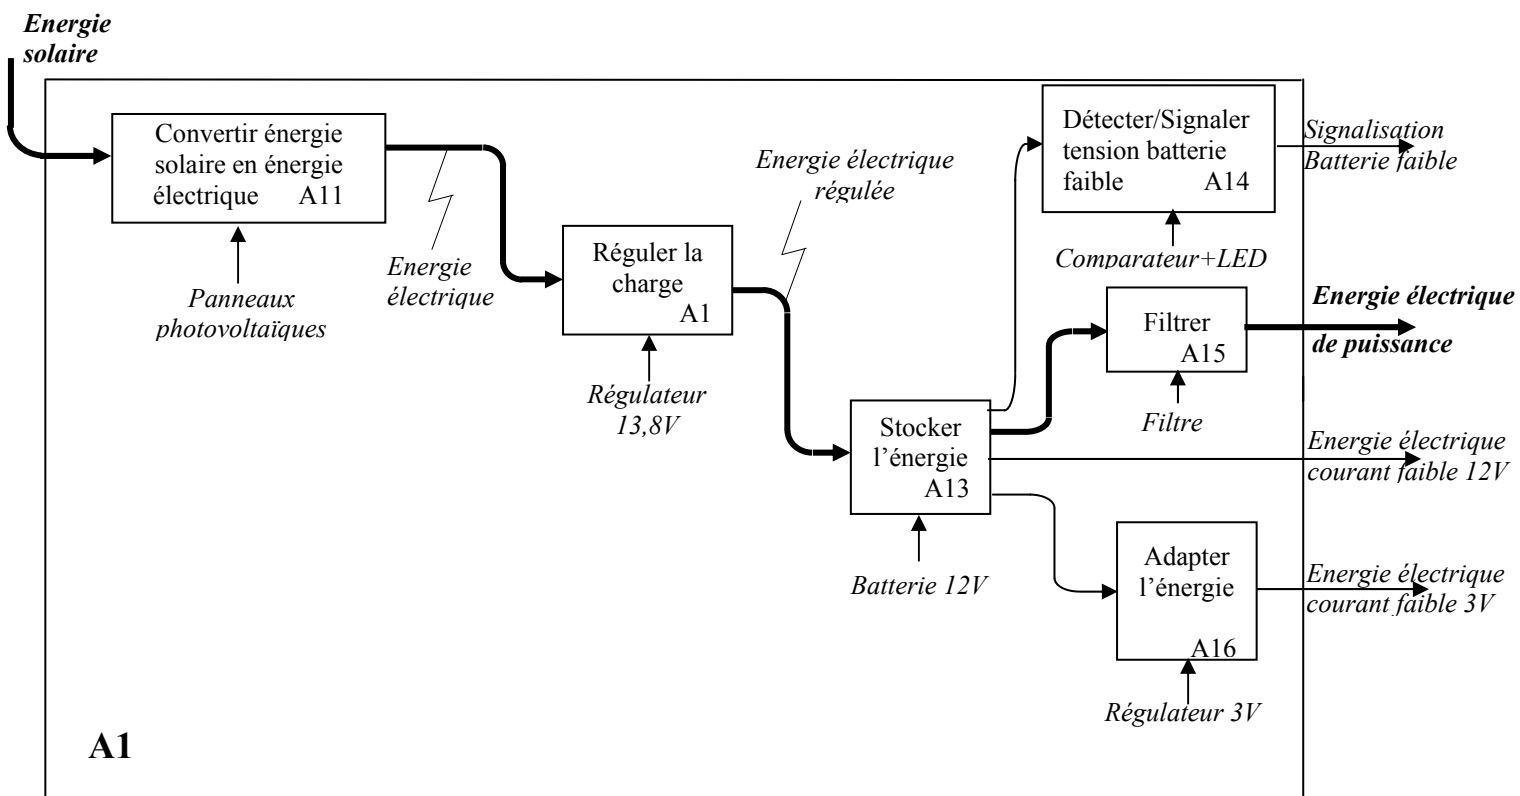 Energie
solaire
Convertir énergie
solaire en énergie
électrique A11
Panneaux
photovoltaïques
Energie
électrique
Réguler la
charge
A1
Régulateur
13,8V
Energie électrique
régulée
Stocker
l’énergie
A13
Batterie 12V
Détecter/Signaler
tension batterie
faible A14
Comparateur+LED
Signalisation
Batterie faible
Filtrer
A15
Filtre
Energie électrique
de puissance
Energie électrique
courant faible 12V
Adapter
l’énergie
A16
Régulateur 3V
Energie électrique
courant faible 3V
A1